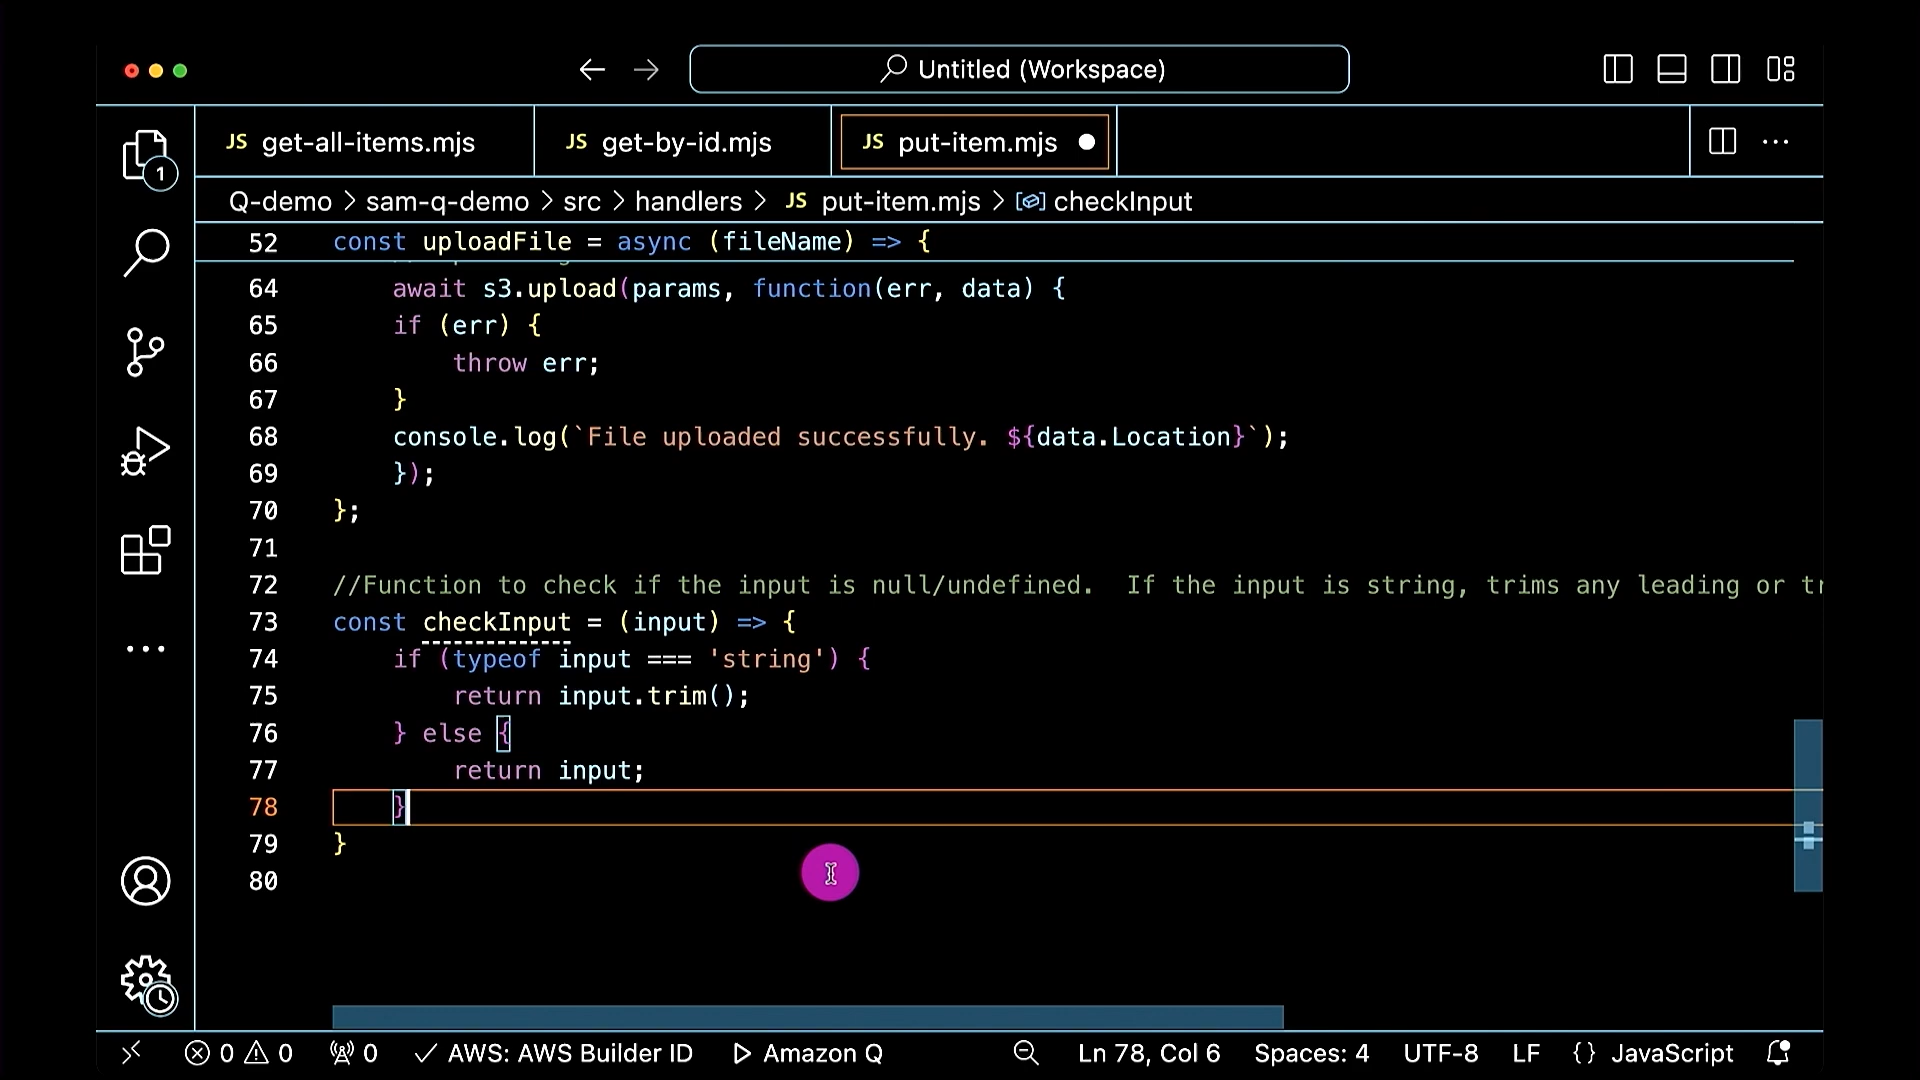 Untitled (Workspace)
JS get-all-items.mjs
JS get-by-id.mjs
JS put-item.mjs
1
Q-demo > sam-q-demo > src > handlers > JS put-item.mjs > checkInput
52 const uploadFile = async (fileName) => {
64 await s3.upload(params, function(err, data) {
65 if (err) {
66 throw err;
67 }
68 console.log(`File uploaded successfully. ${data.Location}`);
69 });
70 };
71
72 //Function to check if the input is null/undefined.  If the input is string, trims any leading or
73 const checkInput = (input) => {
74 if (typeof input === 'string') {
75 return input.trim();
76 } else {
77 return input;
78 }
79 }
80
0 0 0 AWS: AWS Builder ID Amazon Q Ln 78, Col 6 Spaces: 4 UTF-8 LF {} JavaScript